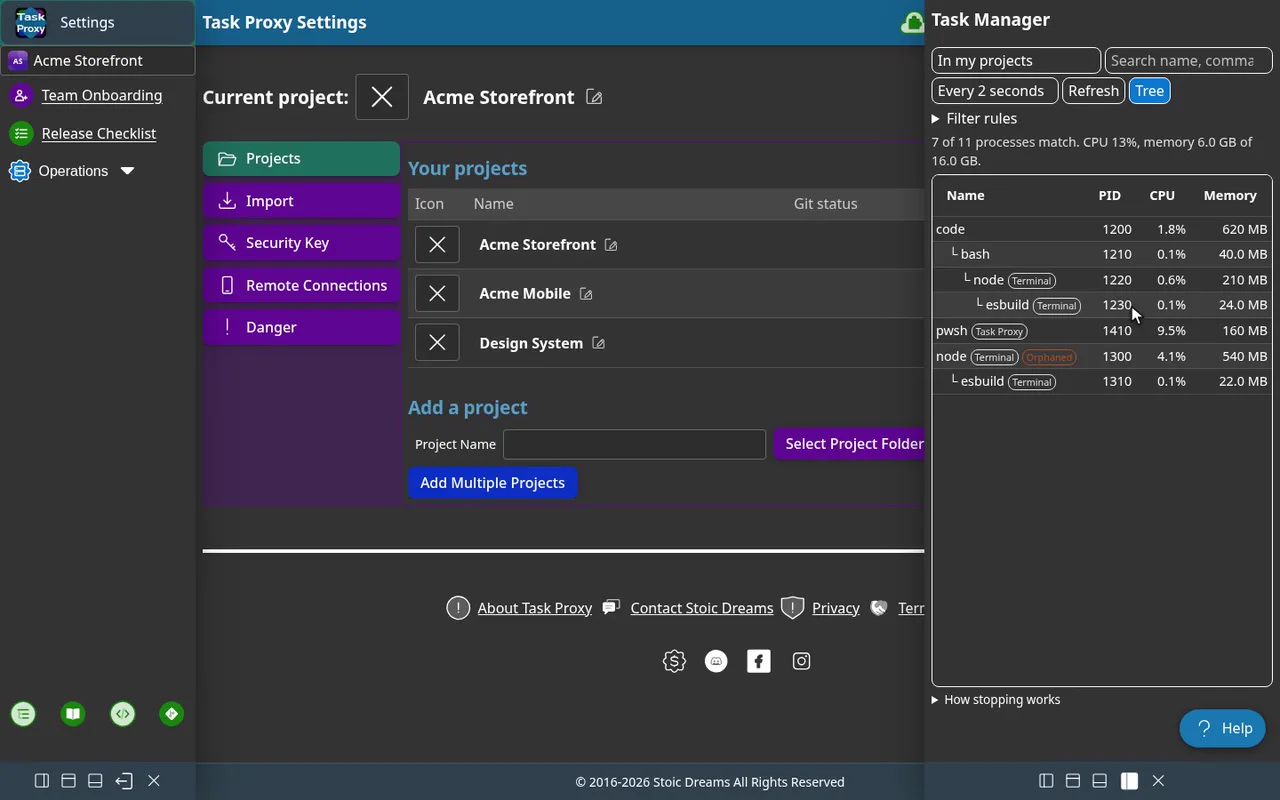 Task Proxy
Settings
AS Acme Storefront
Team Onboarding
Release Checklist
Operations
Task Proxy Settings
Current project:
Acme Storefront
Projects
Import
Security Key
Remote Connections
Danger
Your projects
Icon Name Git status
Acme Storefront
Acme Mobile
Design System
Add a project
Project Name
Select Project Folder
Add Multiple Projects
About Task Proxy
Contact Stoic Dreams
Privacy
Terr
© 2016-2026 Stoic Dreams All Rights Reserved
Task Manager
In my projects
Search name, comma
Every 2 seconds
Refresh
Tree
Filter rules
7 of 11 processes match. CPU 13%, memory 6.0 GB of
16.0 GB.
Name PID CPU Memory
code 1200 1.8% 620 MB
└ bash 1210 0.1% 40.0 MB
└ node Terminal 1220 0.6% 210 MB
└ esbuild Terminal 1230 0.1% 24.0 MB
pwsh Task Proxy 1410 9.5% 160 MB
node Terminal Orphaned 1300 4.1% 540 MB
└ esbuild Terminal 1310 0.1% 22.0 MB
How stopping works
Help